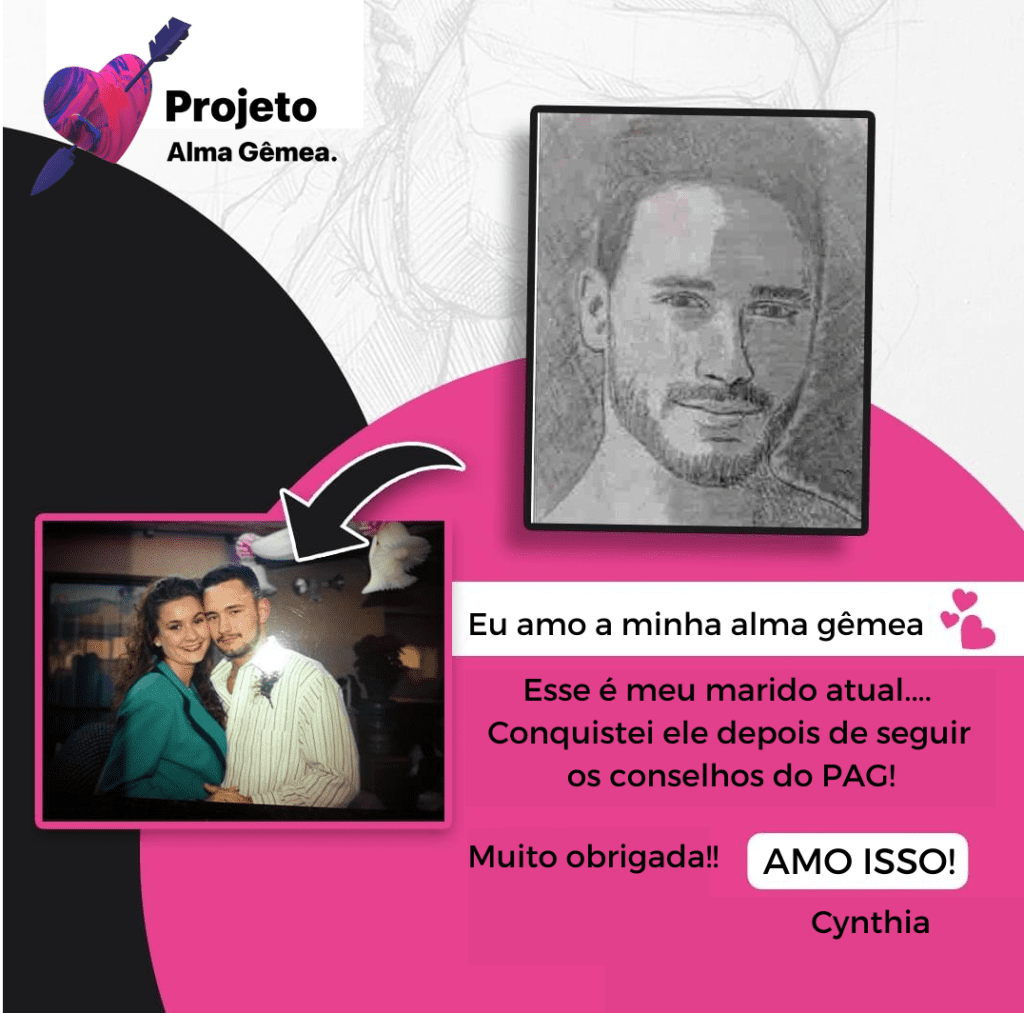 Projeto
Alma Gêmea.
Eu amo a minha alma gêmea
Esse é meu marido atual....
Conquistei ele depois de seguir
os conselhos do PAG!
Muito obrigada!!
AMO ISSO!
Cynthia